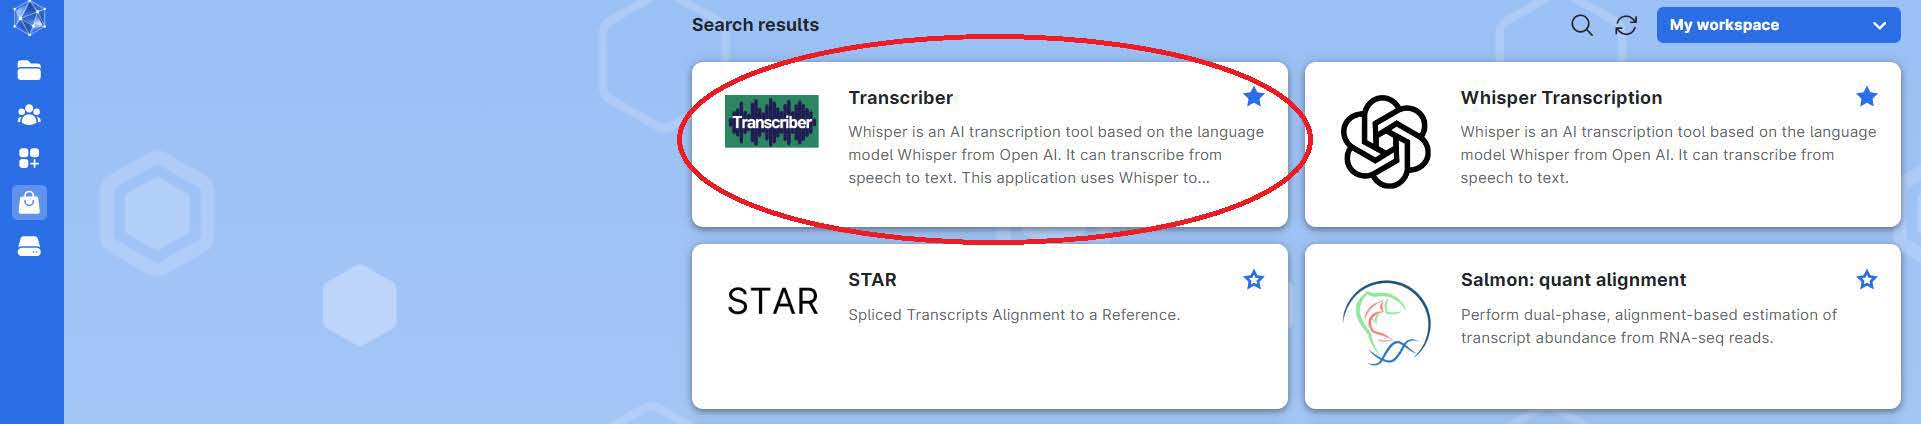 Search results
My workspace
Transcriber
Transcriber
Whisper is an AI transcription tool based on the language
model Whisper from Open AI. It can transcribe from
speech to text. This application uses Whisper to...
Whisper Transcription
Whisper is an AI transcription tool based on the language
model Whisper from Open AI. It can transcribe from
speech to text.
STAR
STAR
Spliced Transcripts Alignment to a Reference.
Salmon: quant alignment
Perform dual-phase, alignment-based estimation of
transcript abundance from RNA-seq reads.